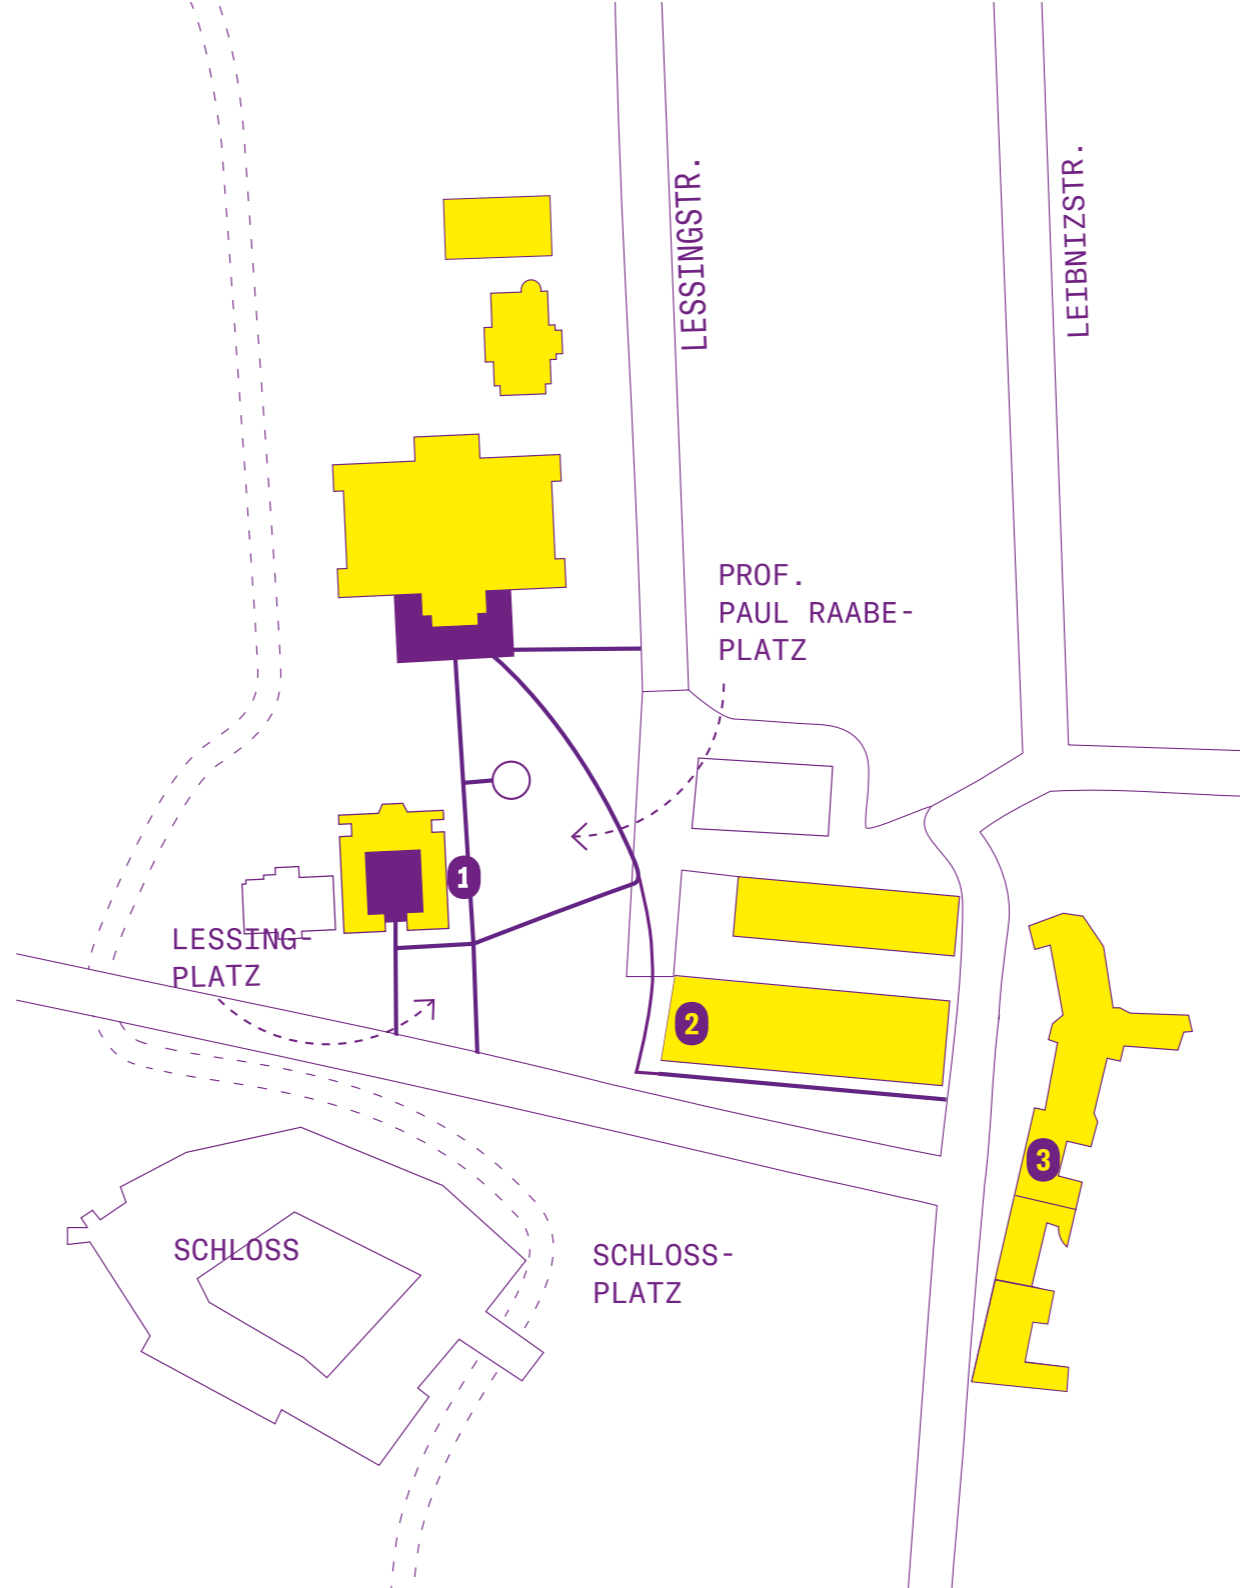 LESSINGSTR.
LEIBNIZSTR.
PROF.
PAUL RAABE-
PLATZ
1
LESSING-
PLATZ
2
3
SCHLOSS
SCHLOSS-
PLATZ